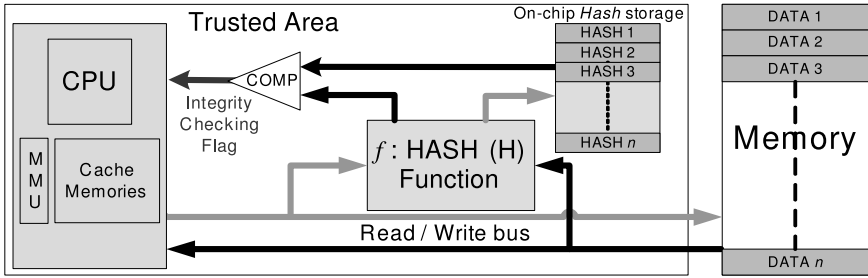 Trusted Area
On-chip Hash storage
CPU
COMP
Integrity
Checking
Flag
HASH 1
HASH 2
HASH 3
HASH n
DATA 1
DATA 2
DATA 3
Memory
DATA n
M
M
U
Cache
Memories
f : HASH (H)
Function
Read / Write bus